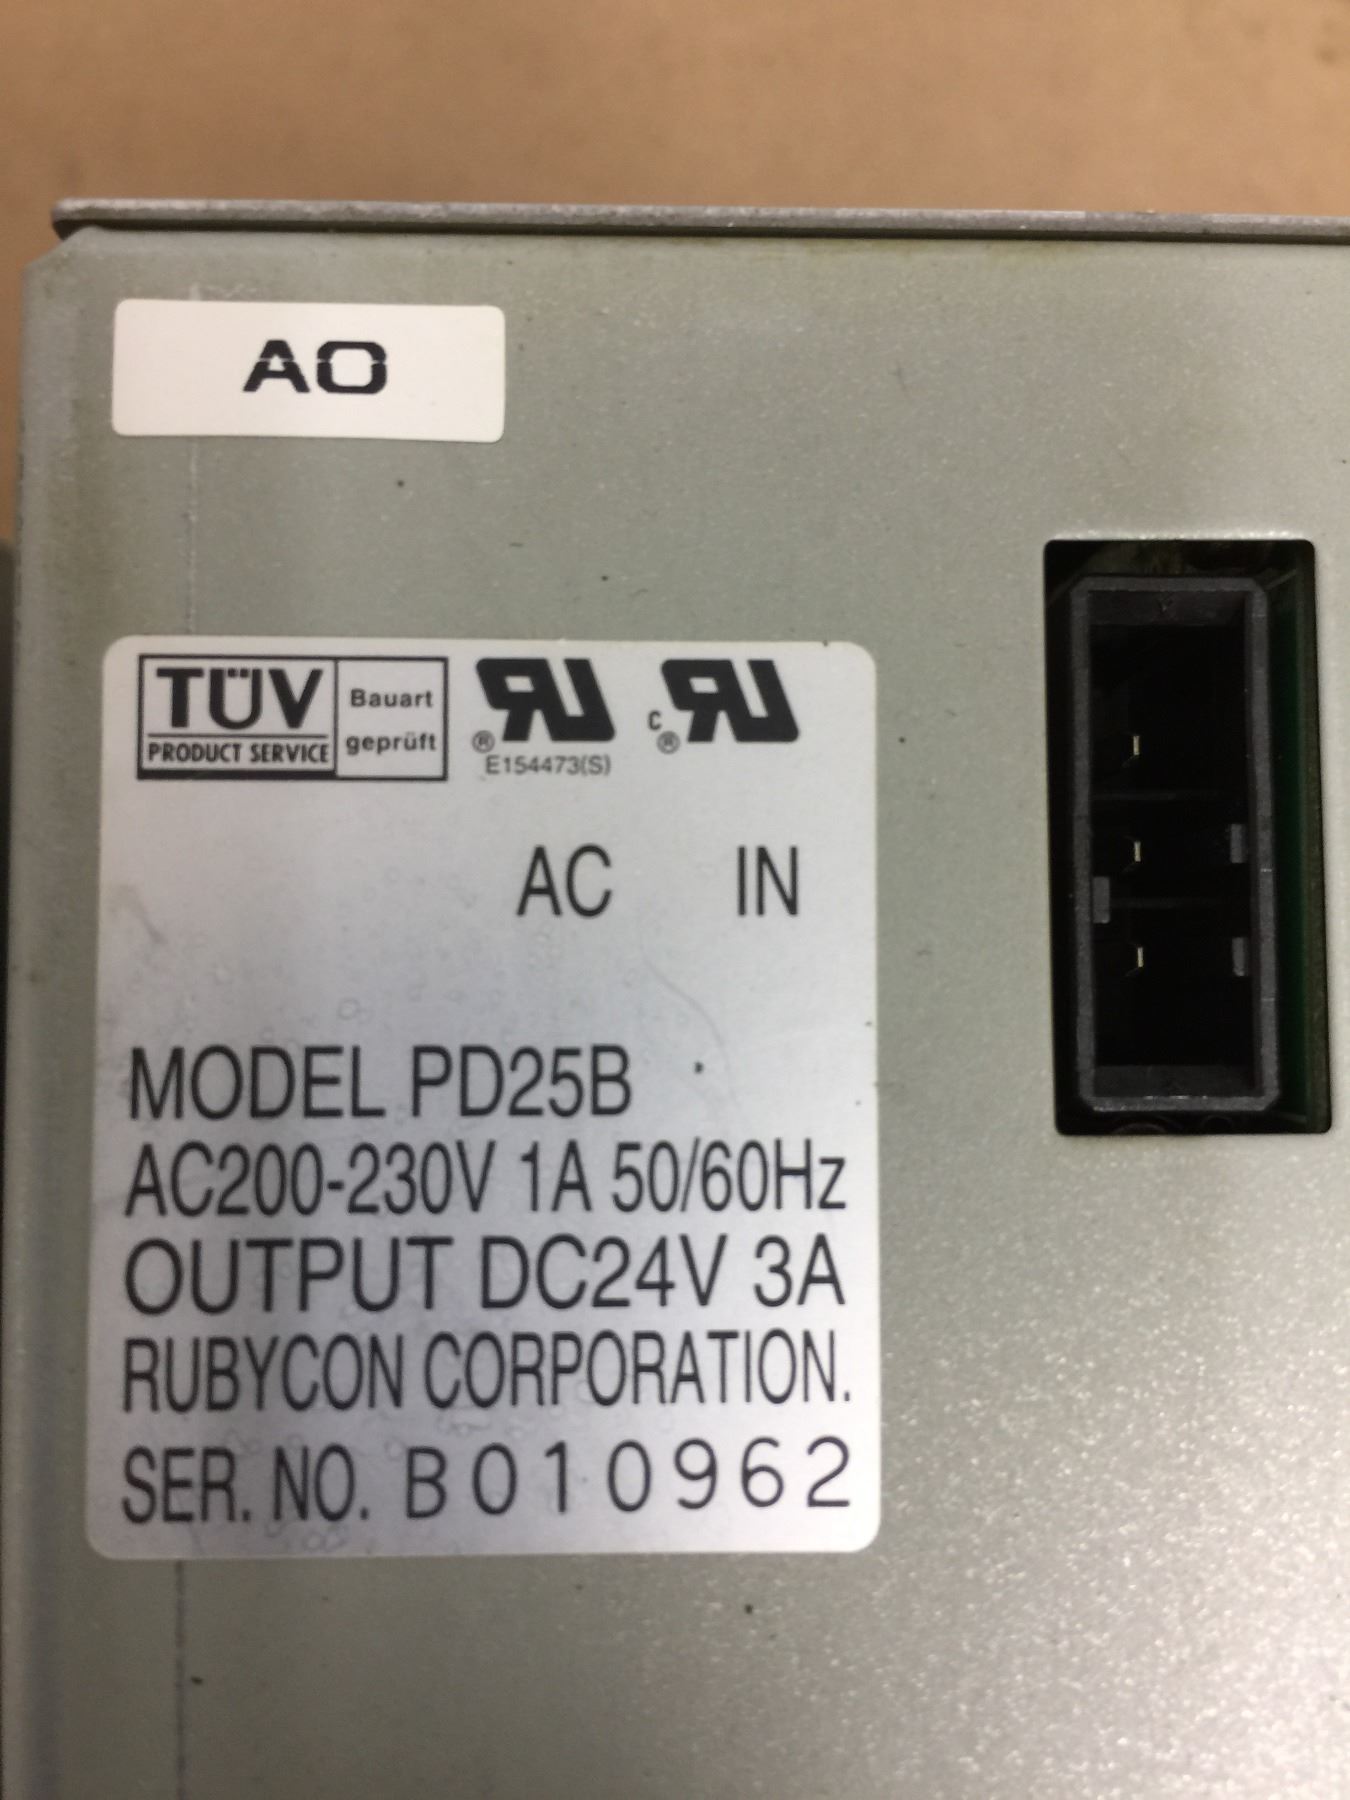 AO
TÜV
PRODUCT SERVICE
Bauart
geprüft
®
E154473(S)
c
®
AC IN
MODEL PD25B
AC200-230V 1A 50/60Hz
OUTPUT DC24V 3A
RUBYCON CORPORATION.
SER. NO. B010962